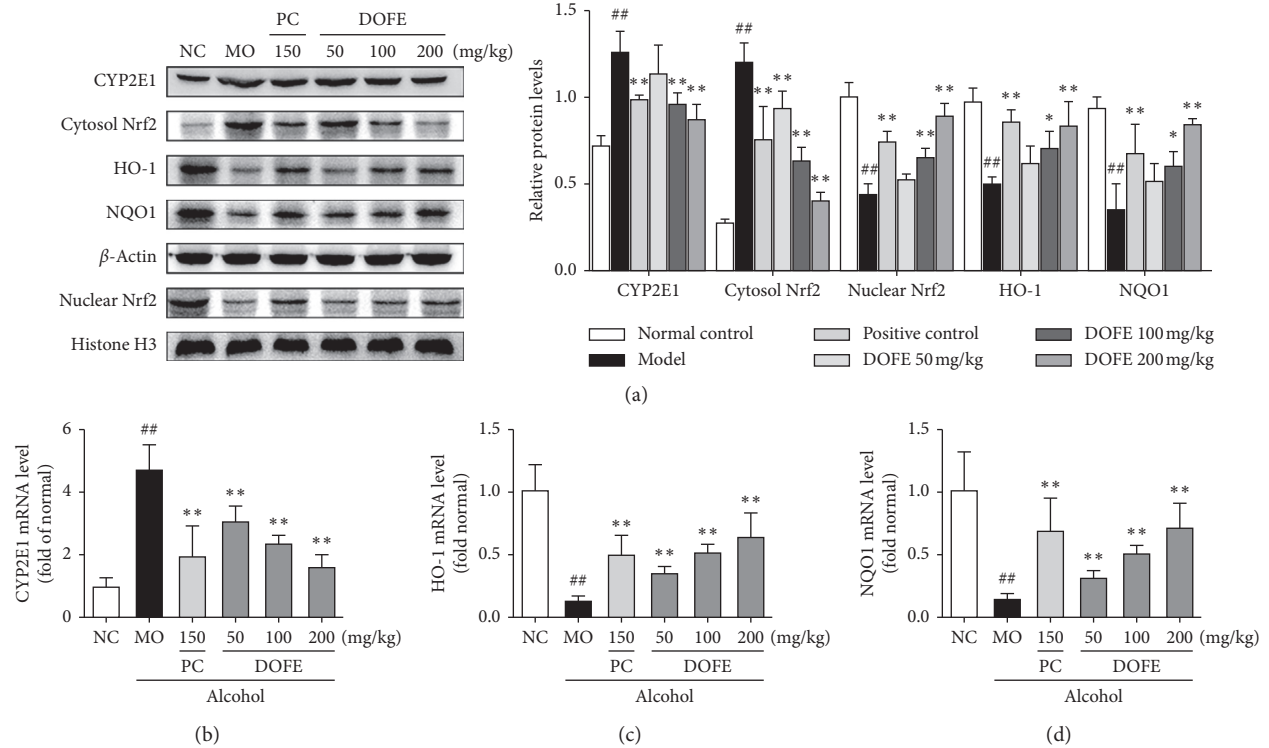 PC DOFE
NC MO 150 50 100 200 (mg/kg)
CYP2E1
Cytosol Nrf2
HO-1
NQO1
β-Actin
Nuclear Nrf2
Histone H3
Relative protein levels
1.5
1.0
0.5
0.0
## ** ** **
## ** ** ** **
## ** ** **
## ** * **
## ** * **
CYP2E1 Cytosol Nrf2 Nuclear Nrf2 HO-1 NQO1
Normal control Positive control DOFE 100 mg/kg
Model DOFE 50 mg/kg DOFE 200 mg/kg
(a)
CYP2E1 mRNA level
(fold of normal)
6
4
2
0
## ** ** ** **
NC MO 150 50 100 200 (mg/kg)
PC DOFE
Alcohol
(b)
HO-1 mRNA level
(fold normal)
1.5
1.0
0.5
0.0
## ** ** ** **
NC MO 150 50 100 200 (mg/kg)
PC DOFE
Alcohol
(c)
NQO1 mRNA level
(fold normal)
1.5
1.0
0.5
0.0
## ** ** ** **
NC MO 150 50 100 200 (mg/kg)
PC DOFE
Alcohol
(d)